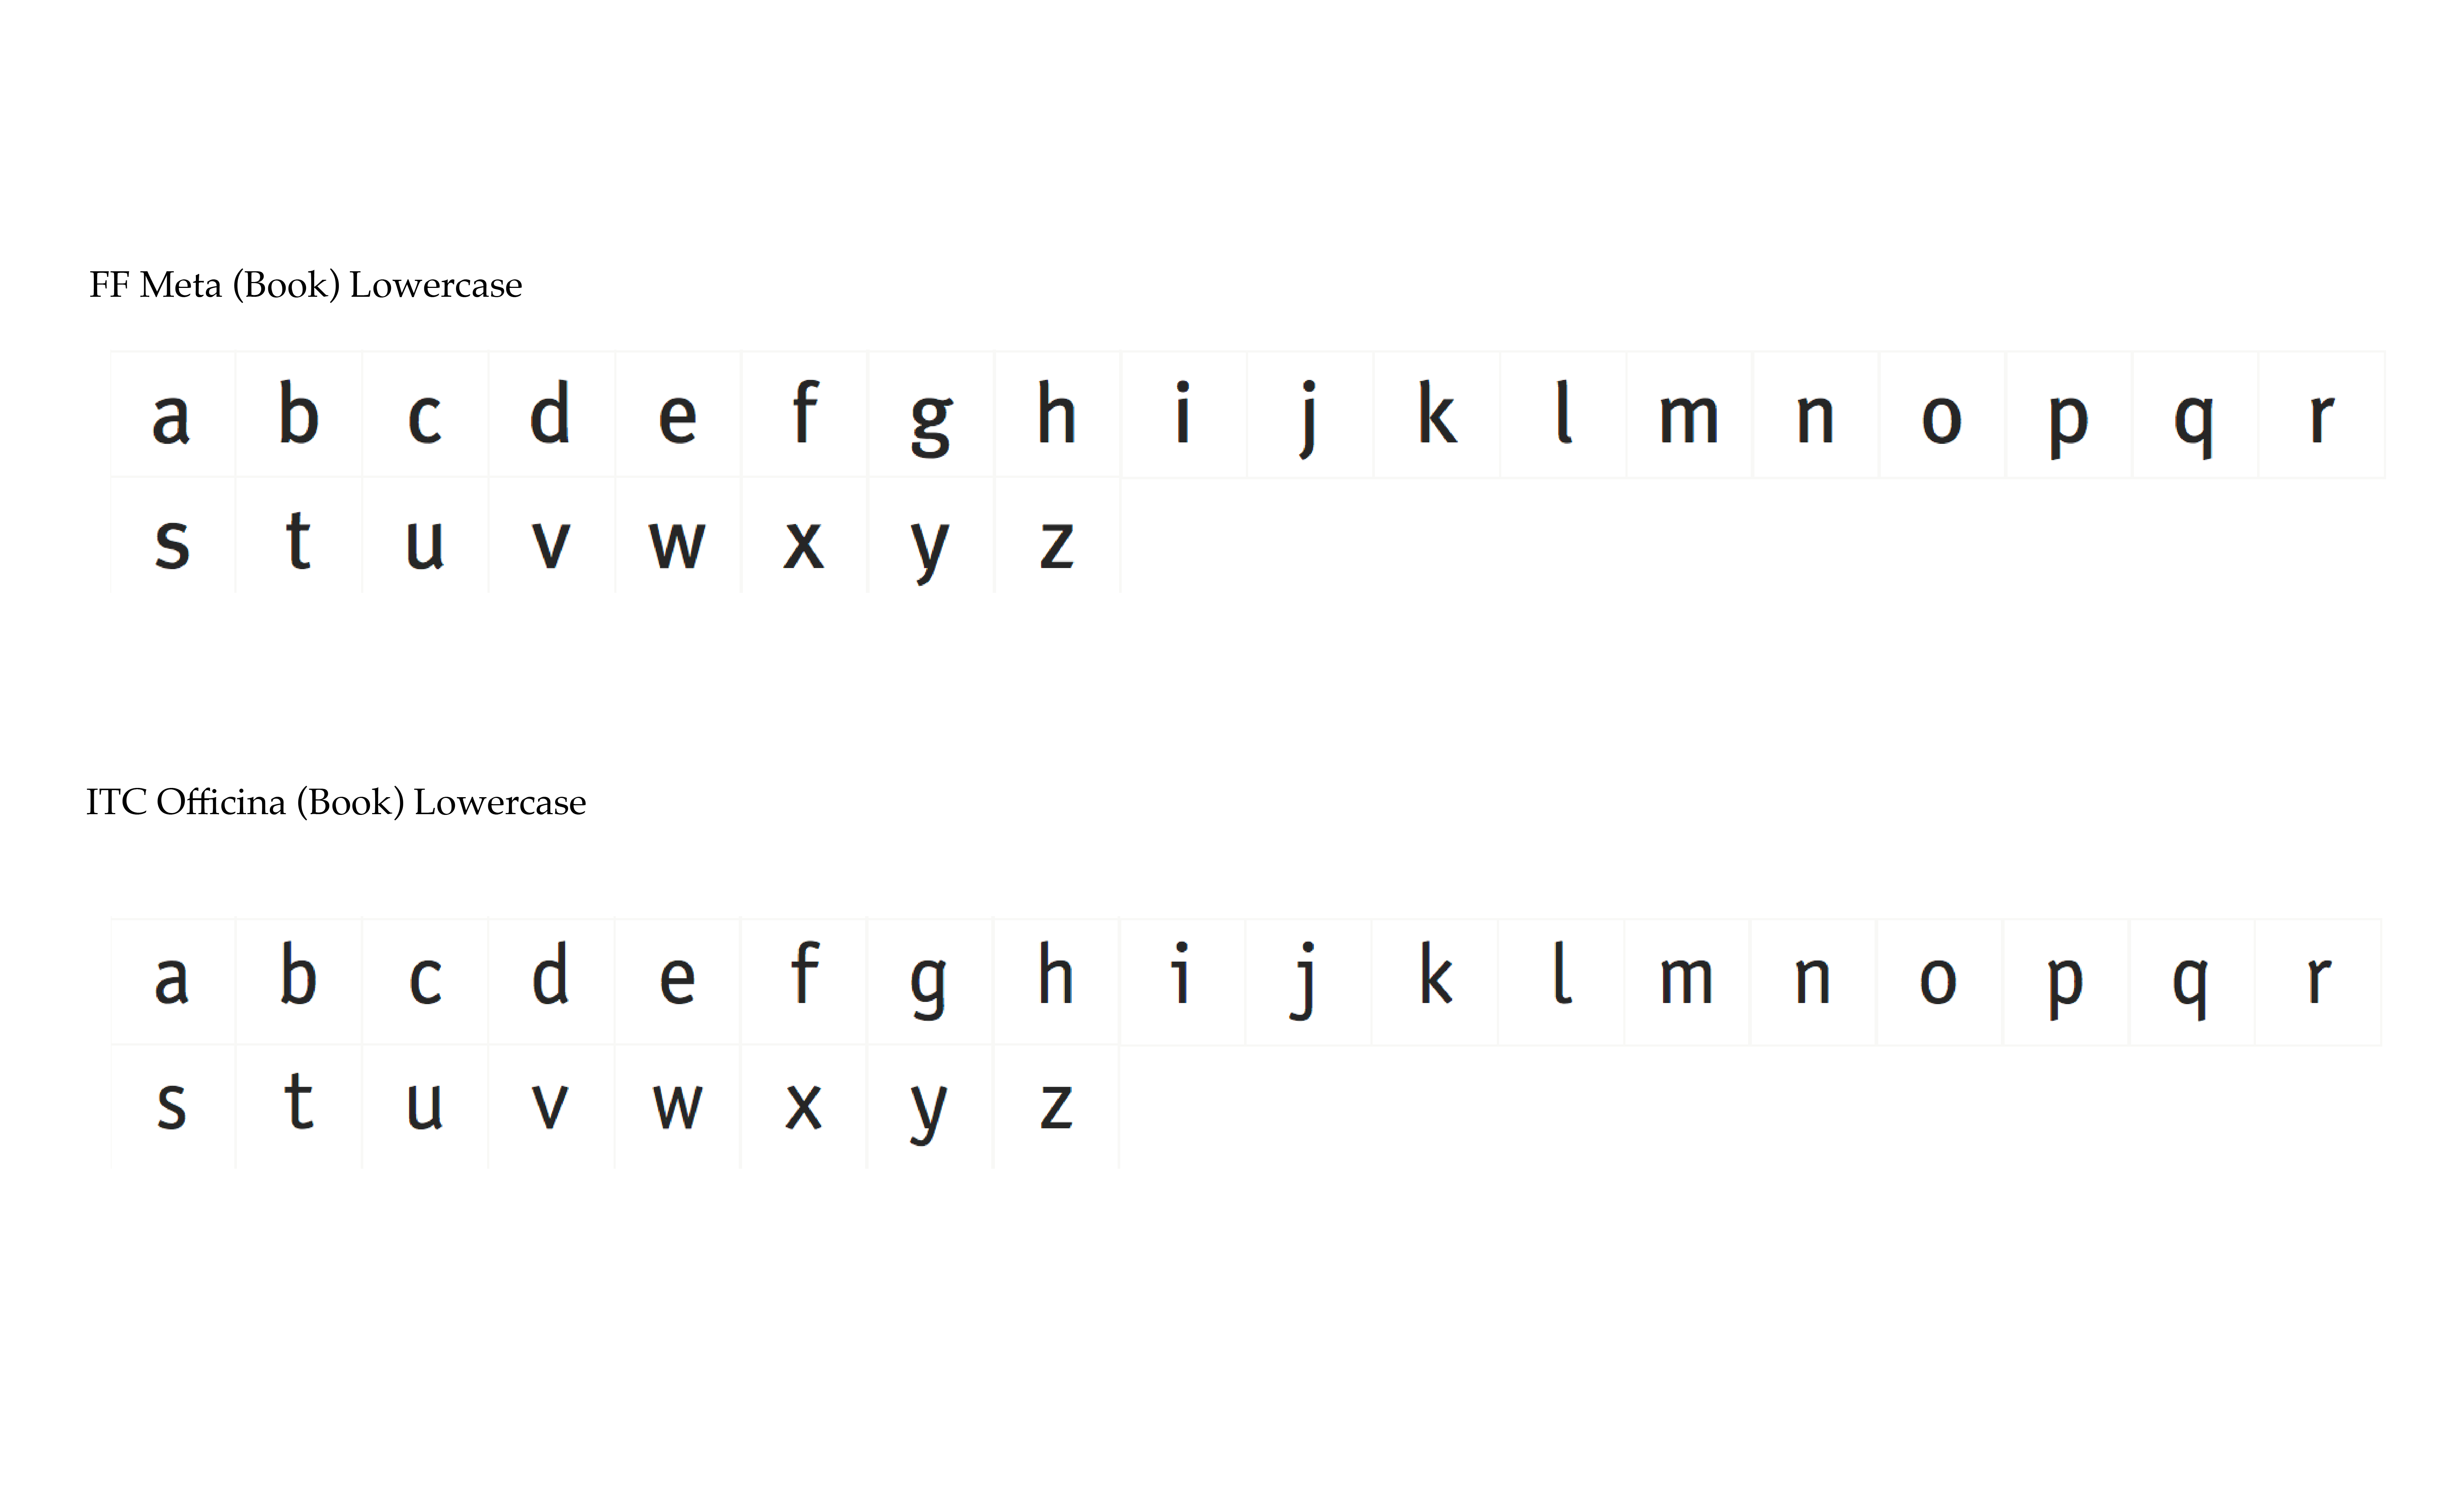 FF Meta (Book) Lowercase
a b c d e f g h i j k l m n o p q r
s t u v w x y z
ITC Officina (Book) Lowercase
a b c d e f g h i j k l m n o p q r
s t u v w x y z